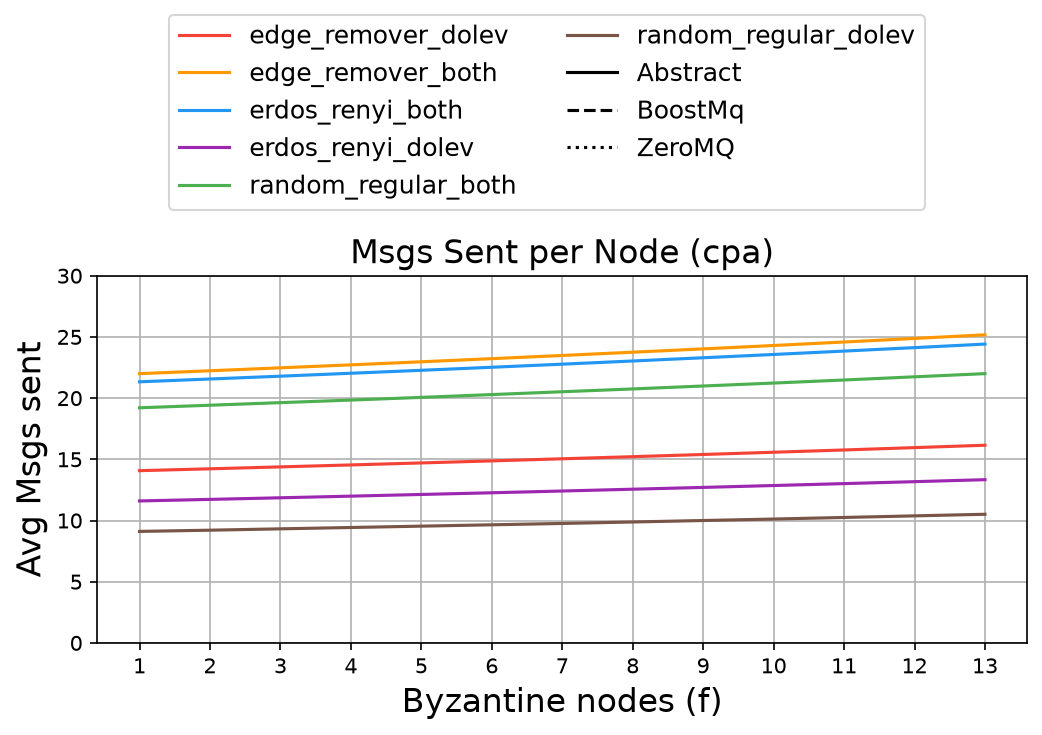 edge_remover_dolev
edge_remover_both
erdos_renyi_both
erdos_renyi_dolev
random_regular_both
random_regular_dolev
Abstract
BoostMq
ZeroMQ
Msgs Sent per Node (cpa)
Avg Msgs sent
30
25
20
15
10
5
0
1 2 3 4 5 6 7 8 9 10 11 12 13
Byzantine nodes (f)